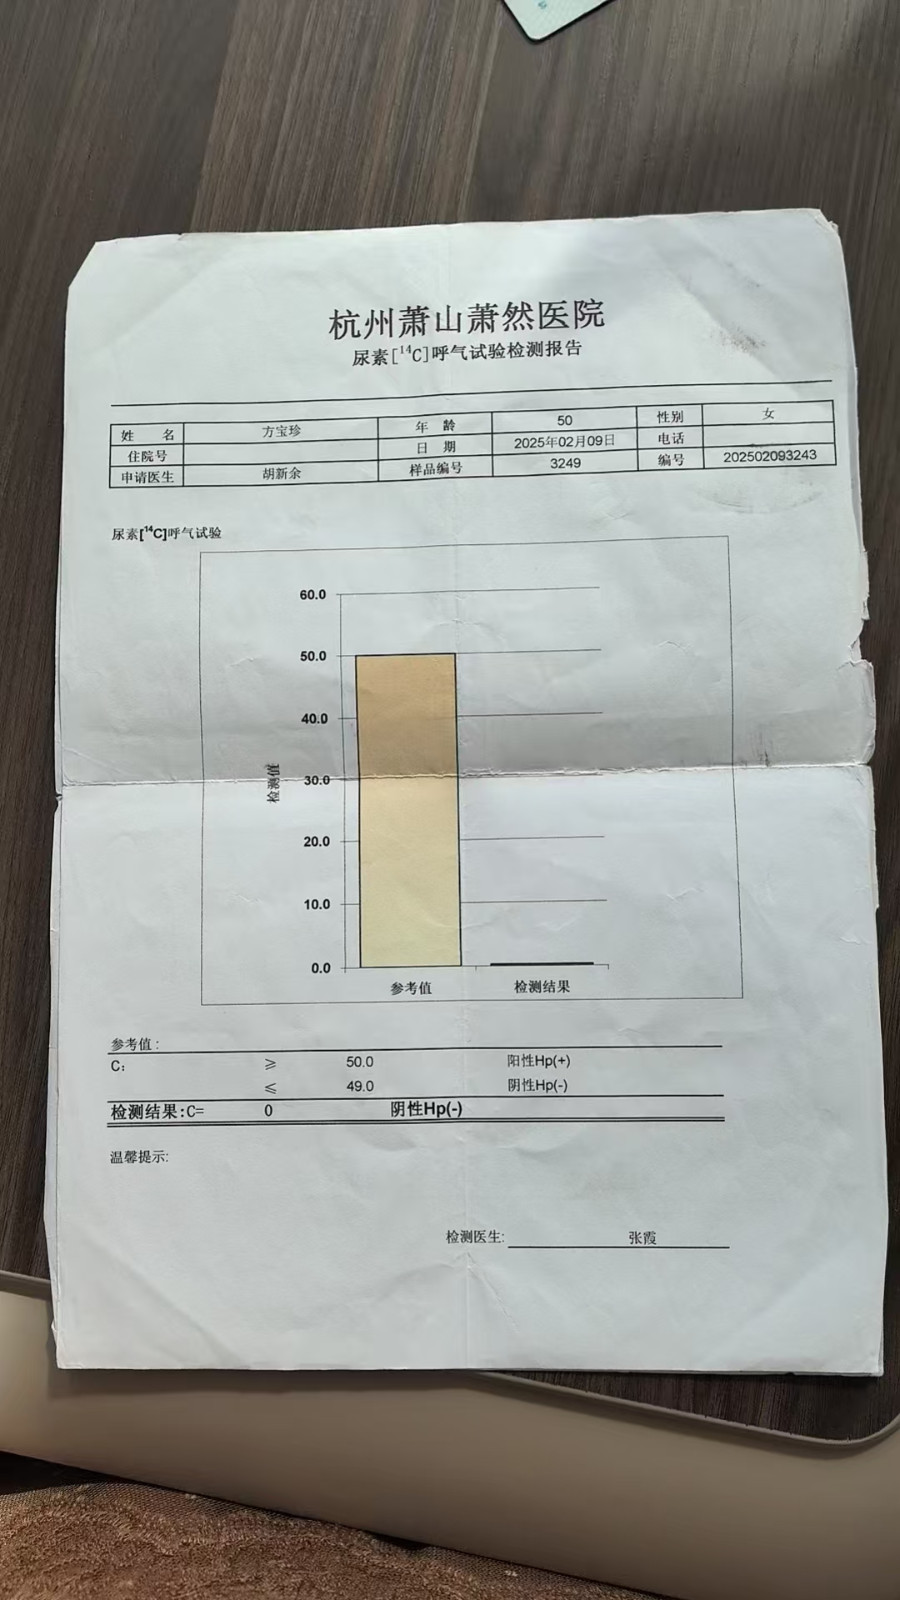 杭州萧山萧然医院
尿素[¹⁴C]呼气试验检测报告
姓 名 方宝珍 年 龄 50 性别 女
住院号 日 期 2025年02月09日 电话
申请医生 胡新余 样品编号 3249 编号 202502093243
尿素[¹⁴C]呼气试验
60.0
50.0
40.0
30.0
20.0
10.0
0.0
检测值
参考值 检测结果
参考值：
C： ≥ 50.0 阳性Hp(+)
≤ 49.0 阴性Hp(-)
检测结果:C= 0 阴性Hp(-)
温馨提示:
检测医生: 张霞